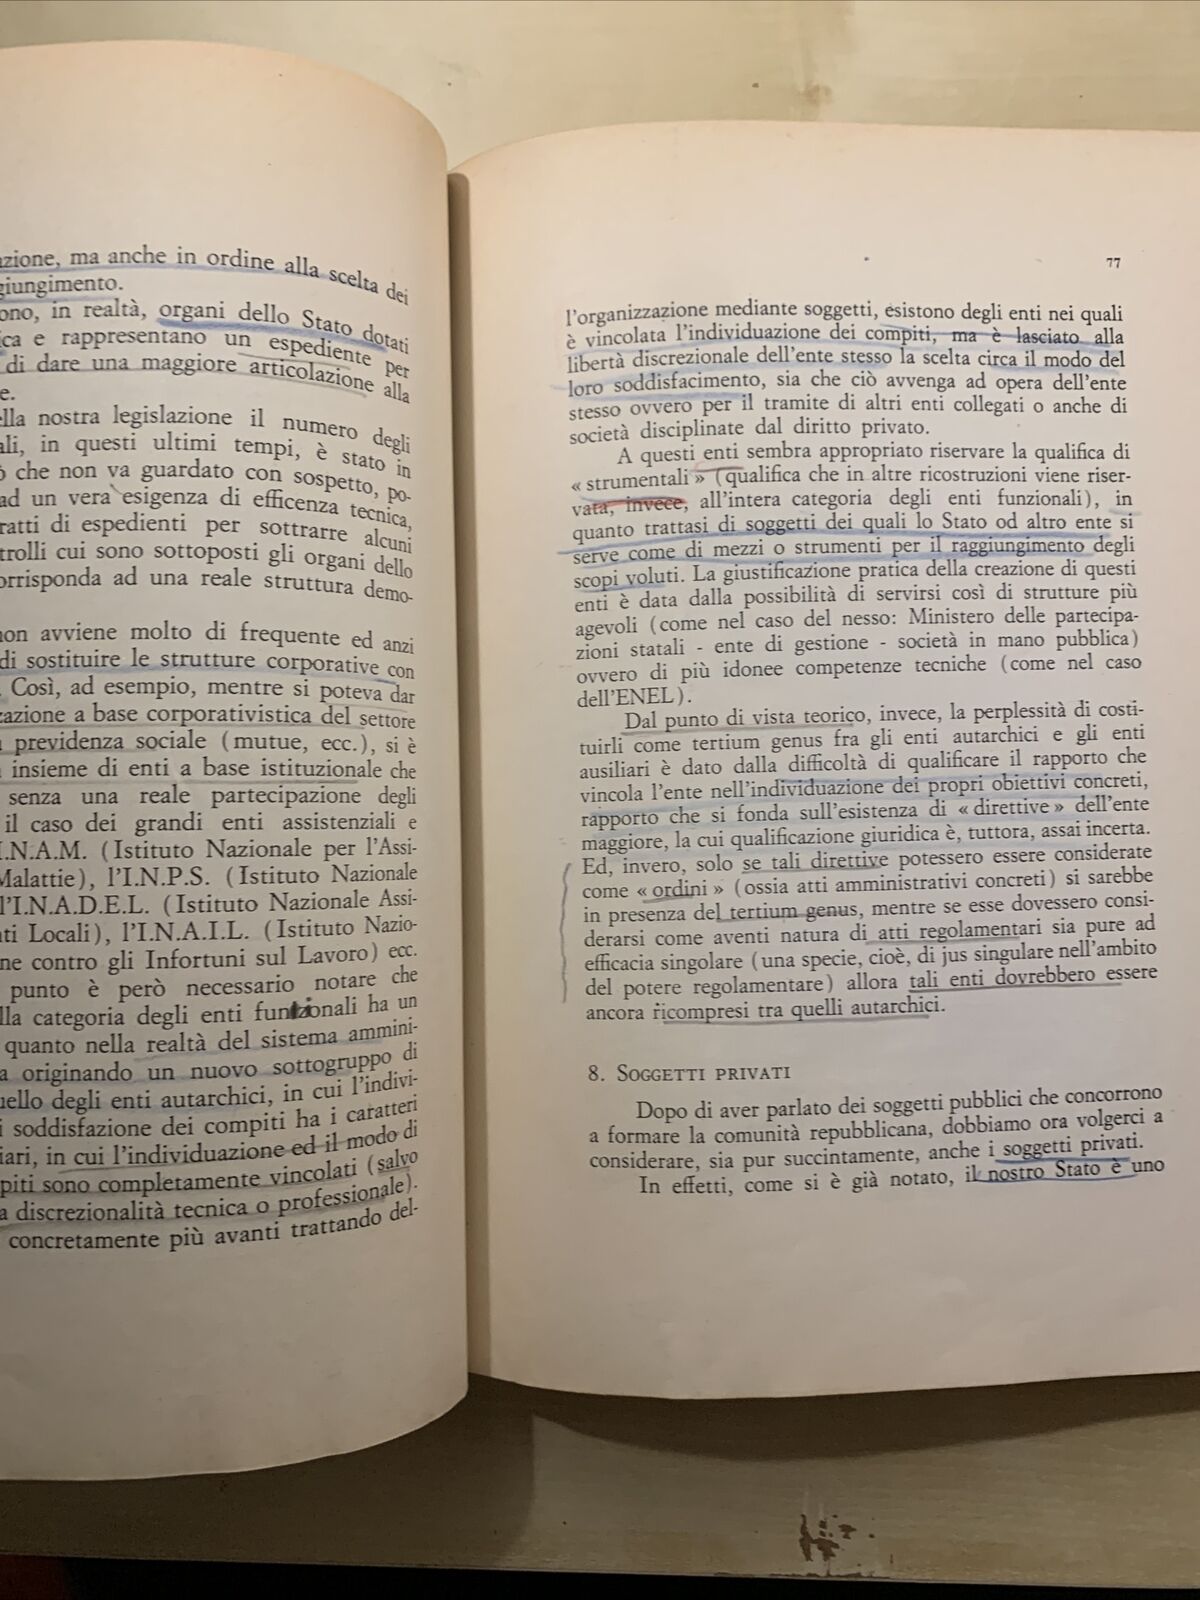 azione, ma anche in ordine alla scelta dei
giungimento.
ono, in realtà, organi dello Stato dotati
ca e rappresentano un espediente per
di dare una maggiore articolazione alla
e.
ella nostra legislazione il numero degli
ali, in questi ultimi tempi, è stato in
ò che non va guardato con sospetto, po-
ad un vera esigenza di efficenza tecnica,
ratti di espedienti per sottrarre alcuni
trolli cui sono sottoposti gli organi dello
orrisponda ad una reale struttura demo-
non avviene molto di frequente ed anzi
di sostituire le strutture corporative con
. Così, ad esempio, mentre si poteva dar
zazione a base corporativistica del settore
a previdenza sociale (mutue, ecc.), si è
insieme di enti a base istituzionale che
senza una reale partecipazione degli
il caso dei grandi enti assistenziali e
I.N.A.M. (Istituto Nazionale per l'Assi-
Malattie), l'I.N.P.S. (Istituto Nazionale
l'I.N.A.D.E.L. (Istituto Nazionale Assi-
ti Locali), l'I.N.A.I.L. (Istituto Nazio-
ne contro gli Infortuni sul Lavoro) ecc.
punto è però necessario notare che
lla categoria degli enti funzionali ha un
quanto nella realtà del sistema ammini-
a originando un nuovo sottogruppo di
uello degli enti autarchici, in cui l'indivi-
i soddisfazione dei compiti ha i caratteri
iari, in cui l'individuazione ed il modo di
piti sono completamente vincolati (salvo
a discrezionalità tecnica o professionale).
concretamente più avanti trattando del-
77
l'organizzazione mediante soggetti, esistono degli enti nei quali
è vincolata l'individuazione dei compiti, ma è lasciato alla
libertà discrezionale dell'ente stesso la scelta circa il modo del
loro soddisfacimento, sia che ciò avvenga ad opera dell'ente
stesso ovvero per il tramite di altri enti collegati o anche di
società disciplinate dal diritto privato.
A questi enti sembra appropriato riservare la qualifica di
« strumentali » (qualifica che in altre ricostruzioni viene riser-
vata, invece, all'intera categoria degli enti funzionali), in
quanto trattasi di soggetti dei quali lo Stato od altro ente si
serve come di mezzi o strumenti per il raggiungimento degli
scopi voluti. La giustificazione pratica della creazione di questi
enti è data dalla possibilità di servirsi così di strutture più
agevoli (come nel caso del nesso: Ministero delle partecipa-
zioni statali - ente di gestione - società in mano pubblica)
ovvero di più idonee competenze tecniche (come nel caso
dell'ENEL).
Dal punto di vista teorico, invece, la perplessità di costi-
tuirli come tertium genus fra gli enti autarchici e gli enti
ausiliari è dato dalla difficoltà di qualificare il rapporto che
vincola l'ente nell'individuazione dei propri obiettivi concreti,
rapporto che si fonda sull'esistenza di « direttive » dell'ente
maggiore, la cui qualificazione giuridica è, tuttora, assai incerta.
Ed, invero, solo se tali direttive potessero essere considerate
come « ordini » (ossia atti amministrativi concreti) si sarebbe
in presenza del tertium genus, mentre se esse dovessero consi-
derarsi come aventi natura di atti regolamentari sia pure ad
efficacia singolare (una specie, cioè, di jus singulare nell'ambito
del potere regolamentare) allora tali enti dovrebbero essere
ancora ricompresi tra quelli autarchici.
8. SOGGETTI PRIVATI
Dopo di aver parlato dei soggetti pubblici che concorrono
a formare la comunità repubblicana, dobbiamo ora volgerci a
considerare, sia pur succintamente, anche i soggetti privati.
In effetti, come si è già notato, il nostro Stato è uno